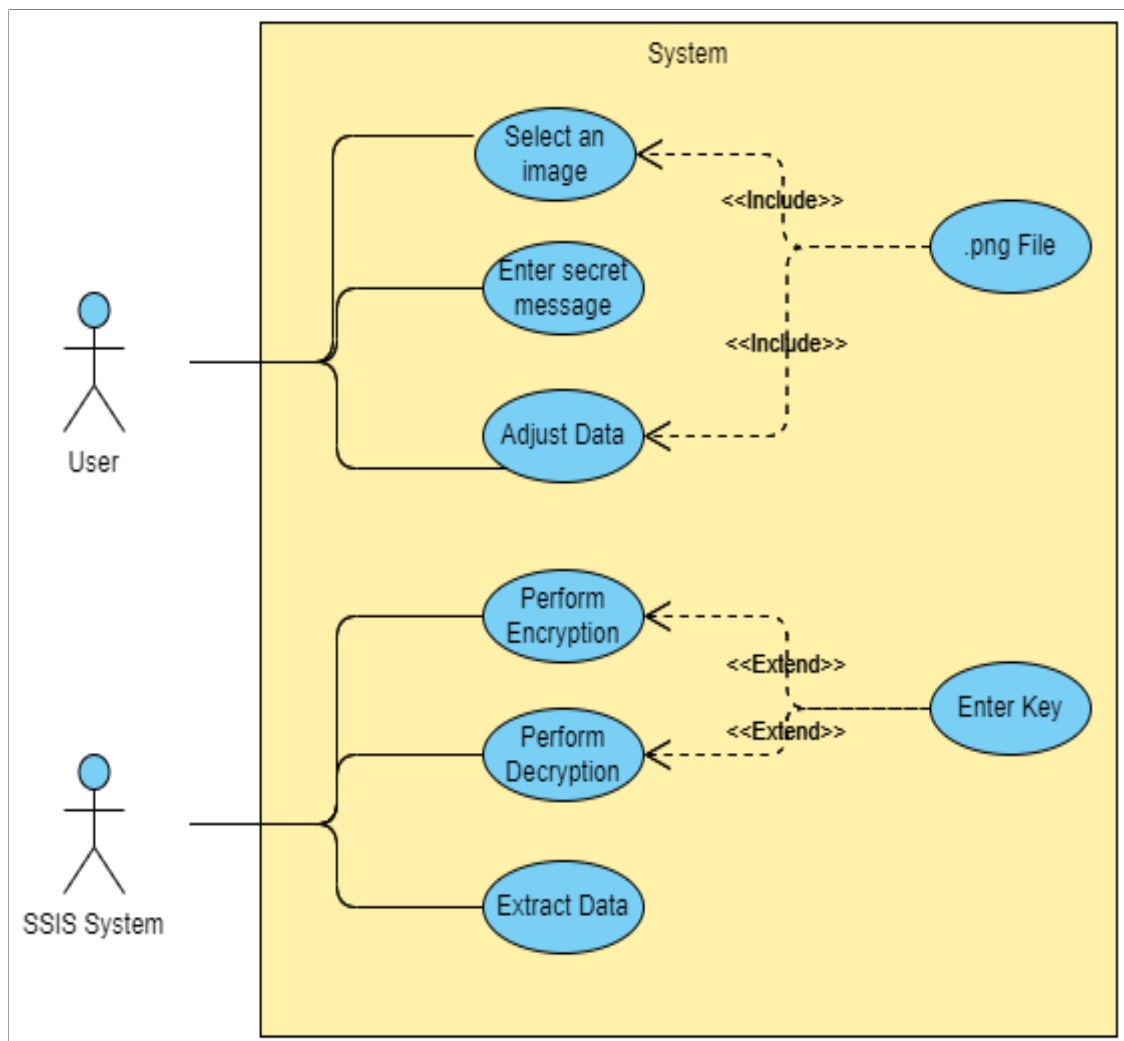 System
Select an
image
<<Include>>
.png File
Enter secret
message
<<Include>>
Adjust Data
User
Perform
Encryption
<<Extend>>
Enter Key
<<Extend>>
Perform
Decryption
Extract Data
SSIS System